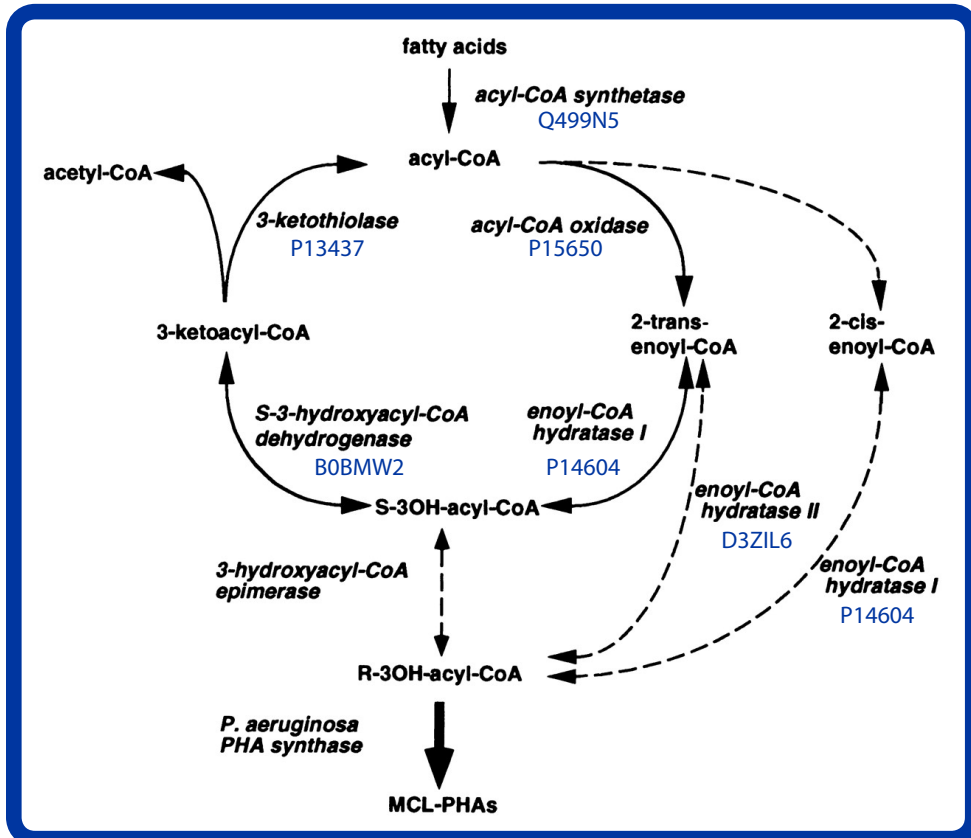 fatty acids
acyl-CoA synthetase
Q499N5
acyl-CoA
acetyl-CoA
3-ketothiolase
P13437
acyl-CoA oxidase
P15650
3-ketoacyl-CoA
2-trans-
enoyl-CoA
2-cis-
enoyl-CoA
S-3-hydroxyacyl-CoA
dehydrogenase
B0BMW2
enoyl-CoA
hydratase I
P14604
S-3OH-acyl-CoA
enoyl-CoA
hydratase II
D3ZIL6
3-hydroxyacyl-CoA
epimerase
enoyl-CoA
hydratase I
P14604
R-3OH-acyl-CoA
P. aeruginosa
PHA synthase
MCL-PHAs